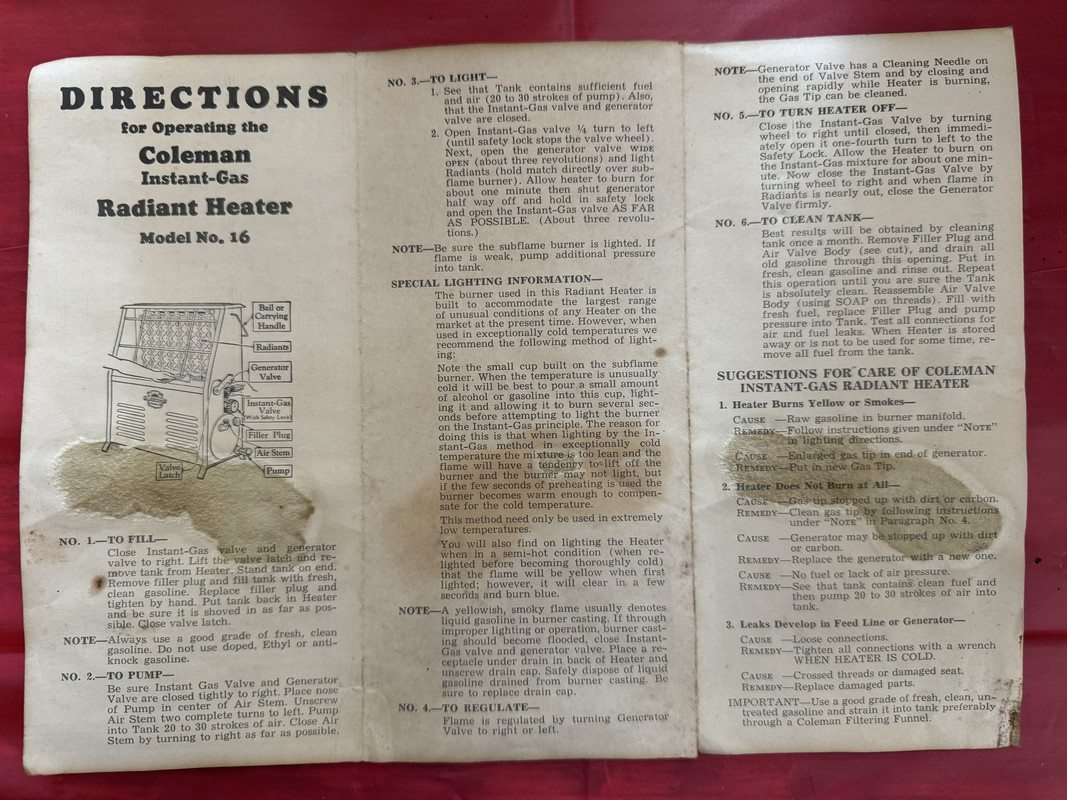 DIRECTIONS
for Operating the
Coleman
Instant-Gas
Radiant Heater
Model No. 16
Bail or
Carrying
Handle
Radiants
Generator
Valve
Instant-Gas
Valve
(With Safety Lock)
Filler Plug
Air Stem
Pump
Valve
Latch
NO. 1.—TO FILL—
Close Instant-Gas valve and generator
valve to right. Lift the valve latch and re-
move tank from Heater. Stand tank on end.
Remove filler plug and fill tank with fresh,
clean gasoline. Replace filler plug and
tighten by hand. Put tank back in Heater
and be sure it is shoved in as far as pos-
sible. Close valve latch.
NOTE—Always use a good grade of fresh, clean
gasoline. Do not use doped, Ethyl or anti-
knock gasoline.
NO. 2.—TO PUMP—
Be sure Instant Gas Valve and Generator
Valve are closed tightly to right. Place nose
of Pump in center of Air Stem. Unscrew
Air Stem two complete turns to left. Pump
into Tank 20 to 30 strokes of air. Close Air
Stem by turning to right as far as possible.
NO. 3.—TO LIGHT—
1. See that Tank contains sufficient fuel
and air (20 to 30 strokes of pump). Also,
that the Instant-Gas valve and generator
valve are closed.
2. Open Instant-Gas valve ¼ turn to left
(until safety lock stops the valve wheel).
Next, open the generator valve WIDE
OPEN (about three revolutions) and light
Radiants (hold match directly over sub-
flame burner). Allow heater to burn for
about one minute then shut generator
half way off and hold in safety lock
and open the Instant-Gas valve AS FAR
AS POSSIBLE. (About three revolu-
tions.)
NOTE—Be sure the subflame burner is lighted. If
flame is weak, pump additional pressure
into tank.
SPECIAL LIGHTING INFORMATION—
The burner used in this Radiant Heater is
built to accommodate the largest range
of unusual conditions of any Heater on the
market at the present time. However, when
used in exceptionally cold temperatures we
recommend the following method of light-
ing:
Note the small cup built on the subflame
burner. When the temperature is unusually
cold it will be best to pour a small amount
of alcohol or gasoline into this cup, light-
ing it and allowing it to burn several sec-
onds before attempting to light the burner
on the Instant-Gas principle. The reason for
doing this is that when lighting by the In-
stant-Gas method in exceptionally cold
temperature the mixture is too lean and the
flame will have a tendency to lift off the
burner and the burner may not light, but
if the few seconds of preheating is used the
burner becomes warm enough to compen-
sate for the cold temperature.
This method need only be used in extremely
low temperatures.
You will also find on lighting the Heater
when in a semi-hot condition (when re-
lighted before becoming thoroughly cold)
that the flame will be yellow when first
lighted; however, it will clear in a few
seconds and burn blue.
NOTE—A yellowish, smoky flame usually denotes
liquid gasoline in burner casting. If through
improper lighting or operation, burner cast-
ing should become flooded, close Instant-
Gas valve and generator valve. Place a re-
ceptacle under drain in back of Heater and
unscrew drain cap. Safely dispose of liquid
gasoline drained from burner casting. Be
sure to replace drain cap.
NO. 4.—TO REGULATE—
Flame is regulated by turning Generator
Valve to right or left.
NOTE—Generator Valve has a Cleaning Needle on
the end of Valve Stem and by closing and
opening rapidly while Heater is burning,
the Gas Tip can be cleaned.
NO. 5.—TO TURN HEATER OFF—
Close the Instant-Gas Valve by turning
wheel to right until closed, then immedi-
ately open it one-fourth turn to left to the
Safety Lock. Allow the Heater to burn on
the Instant-Gas mixture for about one min-
ute. Now close the Instant-Gas Valve by
turning wheel to right and when flame in
Radiants is nearly out, close the Generator
Valve firmly.
NO. 6.—TO CLEAN TANK—
Best results will be obtained by cleaning
tank once a month. Remove Filler Plug and
Air Valve Body (see cut), and drain all
old gasoline through this opening. Put in
fresh, clean gasoline and rinse out. Repeat
this operation until you are sure the Tank
is absolutely clean. Reassemble Air Valve
Body (using SOAP on threads). Fill with
fresh fuel, replace Filler Plug and pump
pressure into Tank. Test all connections for
air and fuel leaks. When Heater is stored
away or is not to be used for some time, re-
move all fuel from the tank.
SUGGESTIONS FOR CARE OF COLEMAN
INSTANT-GAS RADIANT HEATER
1. Heater Burns Yellow or Smokes—
CAUSE —Raw gasoline in burner manifold.
REMEDY—Follow instructions given under "NOTE"
in lighting directions.
CAUSE —Enlarged gas tip in end of generator.
REMEDY—Put in new Gas Tip.
2. Heater Does Not Burn at All—
CAUSE —Gas tip stopped up with dirt or carbon.
REMEDY—Clean gas tip by following instructions
under "NOTE" in Paragraph No. 4.
CAUSE —Generator may be stopped up with dirt
or carbon.
REMEDY—Replace the generator with a new one.
CAUSE —No fuel or lack of air pressure.
REMEDY—See that tank contains clean fuel and
then pump 20 to 30 strokes of air into
tank.
3. Leaks Develop in Feed Line or Generator—
CAUSE —Loose connections.
REMEDY—Tighten all connections with a wrench
WHEN HEATER IS COLD.
CAUSE —Crossed threads or damaged seat.
REMEDY—Replace damaged parts.
IMPORTANT—Use a good grade of fresh, clean, un-
treated gasoline and strain it into tank preferably
through a Coleman Filtering Funnel.